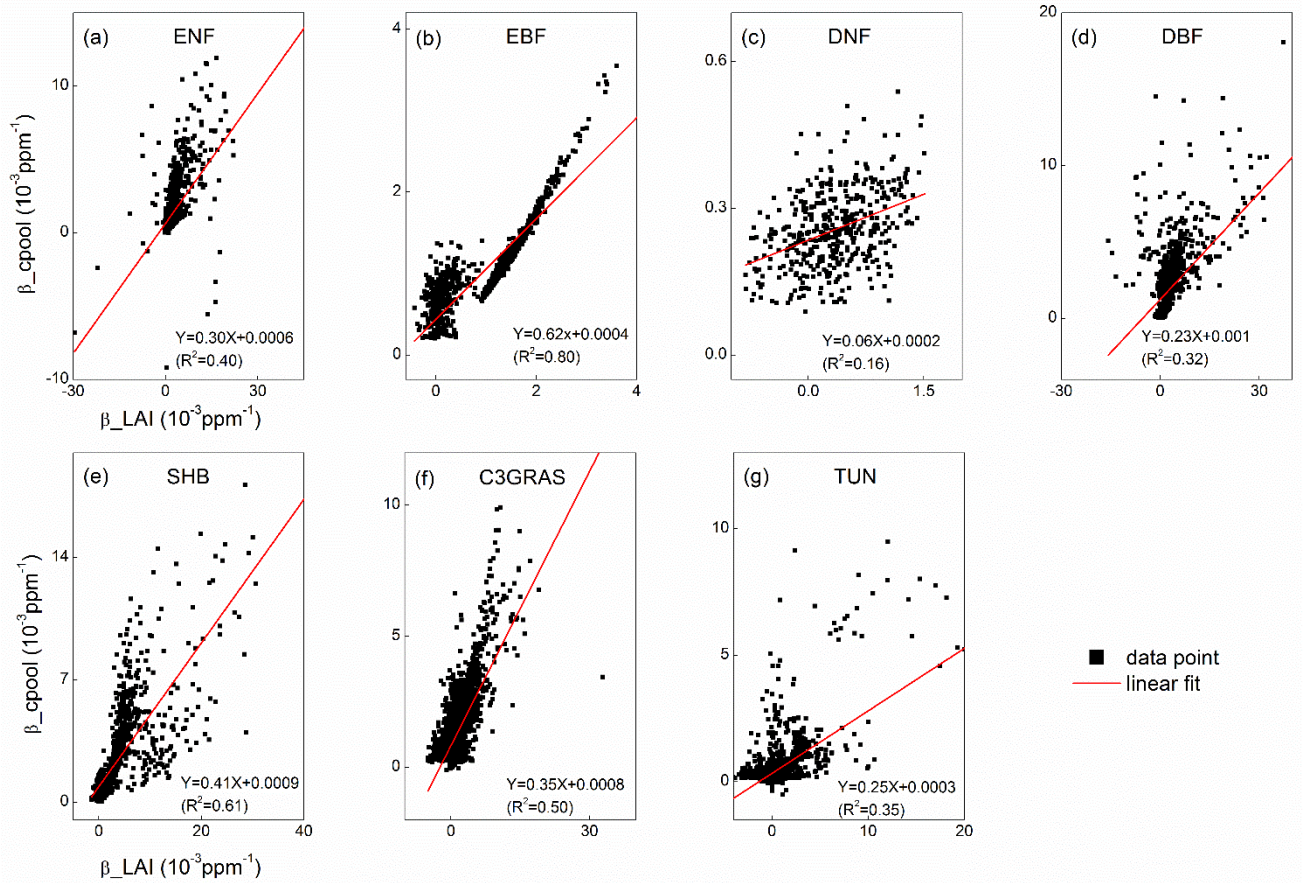 (a) ENF
10
0
-10
-30 0 30
β_cpool (10⁻³ppm⁻¹)
β_LAI (10⁻³ppm⁻¹)
Y=0.30X+0.0006
(R²=0.40)
(b) EBF
4
2
0
0 2 4
Y=0.62x+0.0004
(R²=0.80)
(c) DNF
0.6
0.3
0.0
0.0 1.5
Y=0.06X+0.0002
(R²=0.16)
(d) DBF
20
10
0
-30 0 30
Y=0.23X+0.001
(R²=0.32)
(e) SHB
14
7
0
0 20 40
β_cpool (10⁻³ppm⁻¹)
β_LAI (10⁻³ppm⁻¹)
Y=0.41X+0.0009
(R²=0.61)
(f) C3GRAS
10
5
0
0 30
Y=0.35X+0.0008
(R²=0.50)
(g) TUN
10
5
0
0 10 20
Y=0.25X+0.0003
(R²=0.35)
data point
linear fit